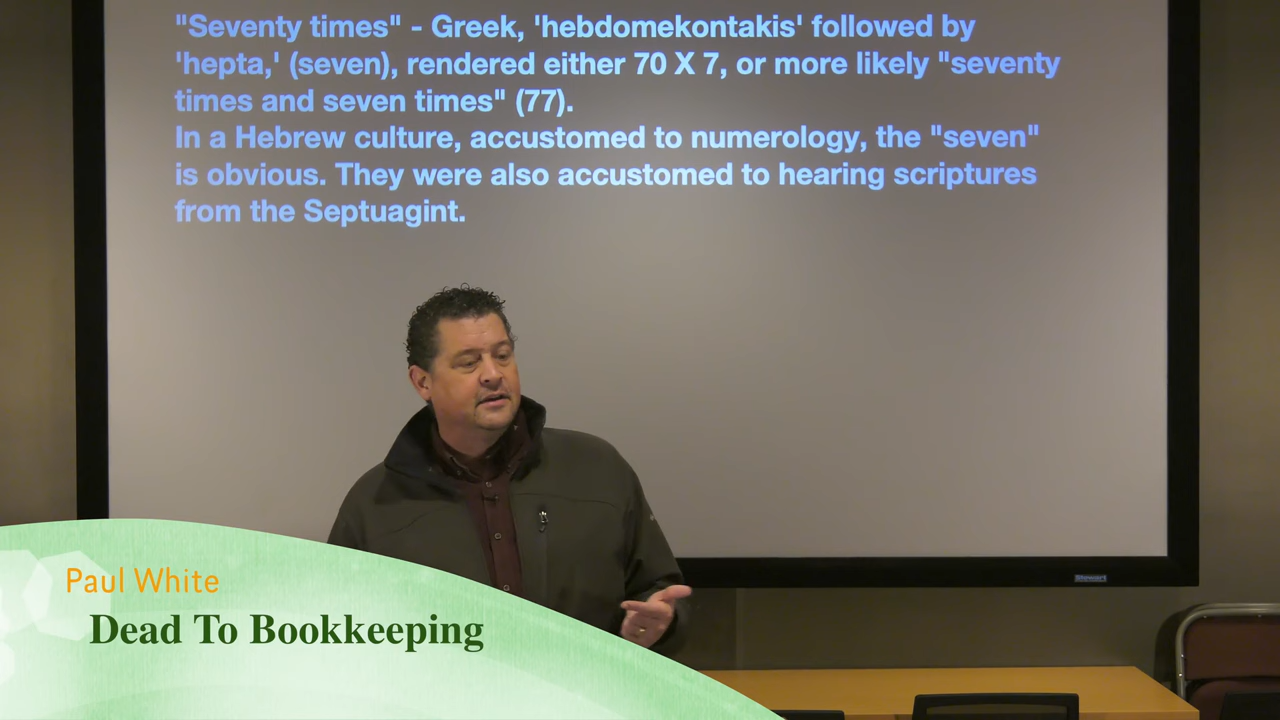 "Seventy times" - Greek, 'hebdomekontakis' followed by
'hepta,' (seven), rendered either 70 X 7, or more likely "seventy
times and seven times" (77).
In a Hebrew culture, accustomed to numerology, the "seven"
is obvious. They were also accustomed to hearing scriptures
from the Septuagint.
Stewart
Paul White
Dead To Bookkeeping